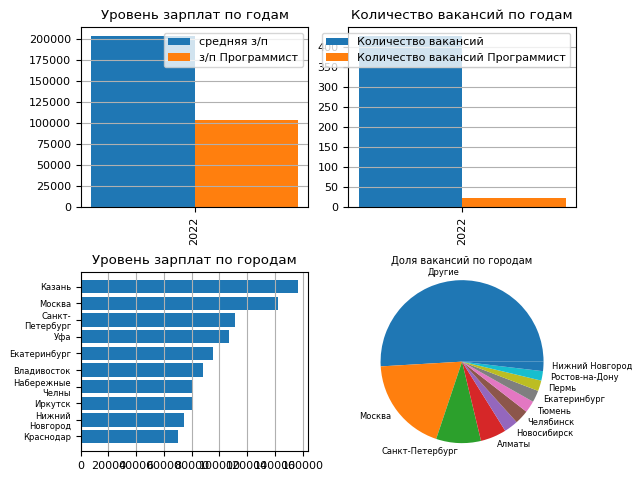 Уровень зарплат по годам
200000
175000
150000
125000
100000
75000
50000
25000
0
2022
средняя з/п
з/п Программист
Количество вакансий по годам
400
350
300
250
200
150
100
50
0
2022
Количество вакансий
Количество вакансий Программист
Уровень зарплат по городам
Казань
Москва
Санкт-
Петербург
Уфа
Екатеринбург
Владивосток
Набережные
Челны
Иркутск
Нижний
Новгород
Краснодар
0 20000 40000 60000 80000 100000 120000 140000 160000
Доля вакансий по городам
Другие
Москва
Санкт-Петербург
Алматы
Новосибирск
Челябинск
Тюмень
Екатеринбург
Пермь
Ростов-на-Дону
Нижний Новгород